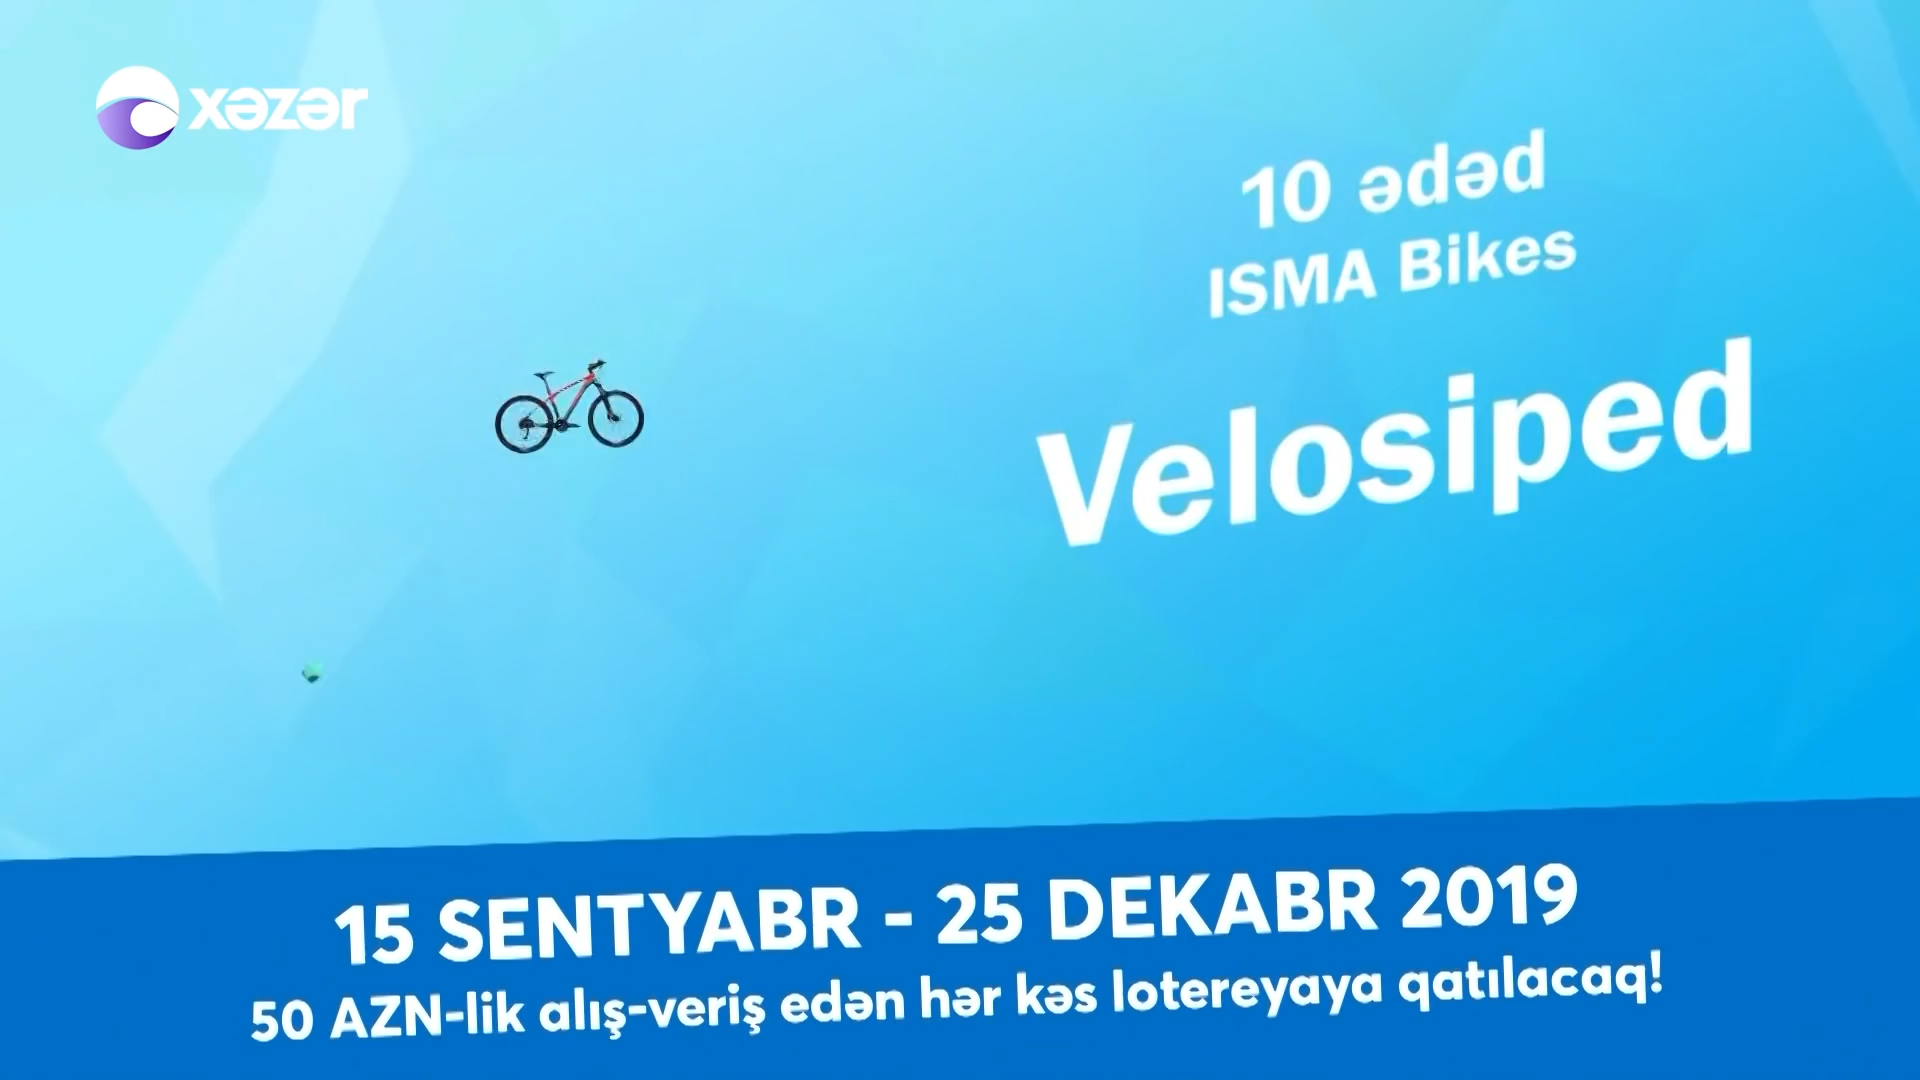 xəzər
10 ədəd
ISMA Bikes
Velosiped
15 SENTYABR - 25 DEKABR 2019
50 AZN-lik alış-veriş edən hər kəs lotereyaya qatılacaq!